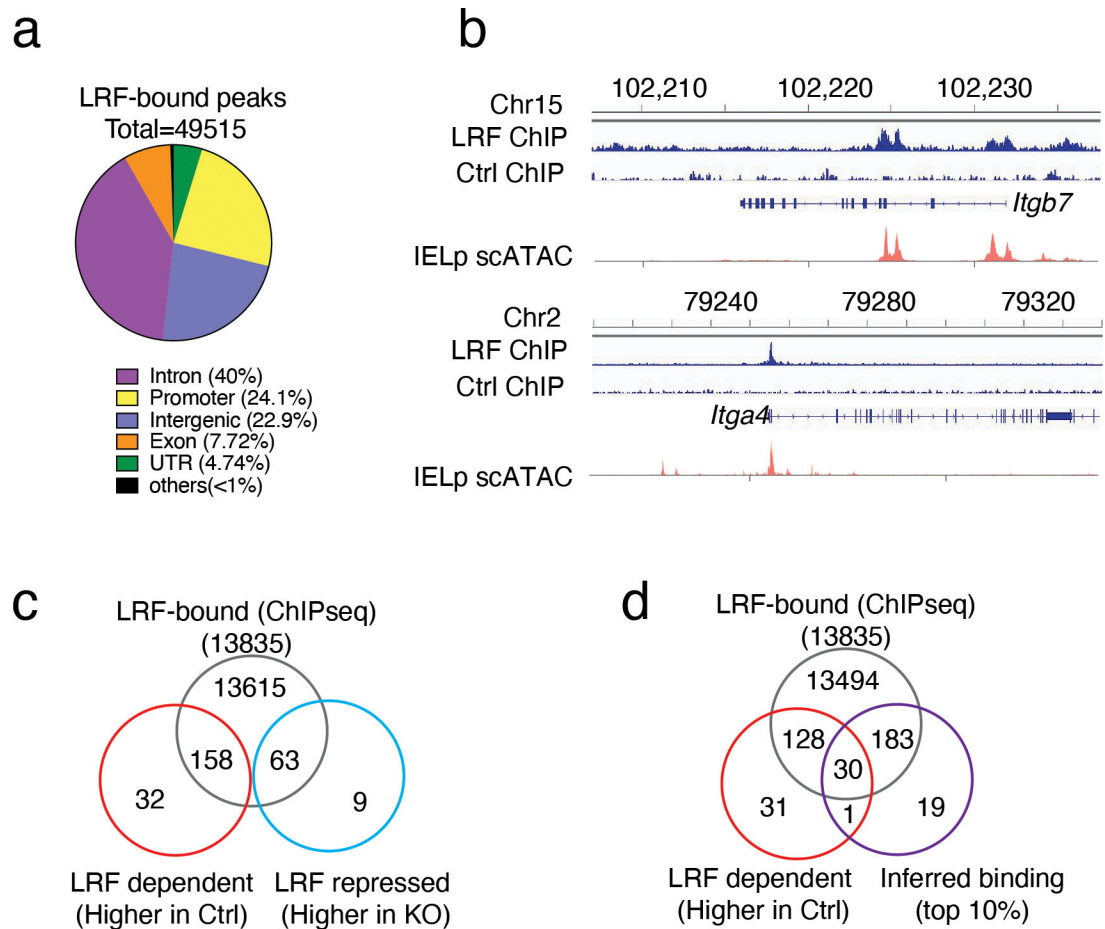 a
LRF-bound peaks
Total=49515
Intron (40%)
Promoter (24.1%)
Intergenic (22.9%)
Exon (7.72%)
UTR (4.74%)
others(<1%)
b
102,210 102,220 102,230
Chr15
LRF ChIP
Ctrl ChIP
Itgb7
IELp scATAC
79240 79280 79320
Chr2
LRF ChIP
Ctrl ChIP
Itga4
IELp scATAC
c
LRF-bound (ChIPseq)
(13835)
13615
158 63
32 9
LRF dependent
(Higher in Ctrl)
LRF repressed
(Higher in KO)
d
LRF-bound (ChIPseq)
(13835)
13494
128 183
30
31 1 19
LRF dependent
(Higher in Ctrl)
Inferred binding
(top 10%)